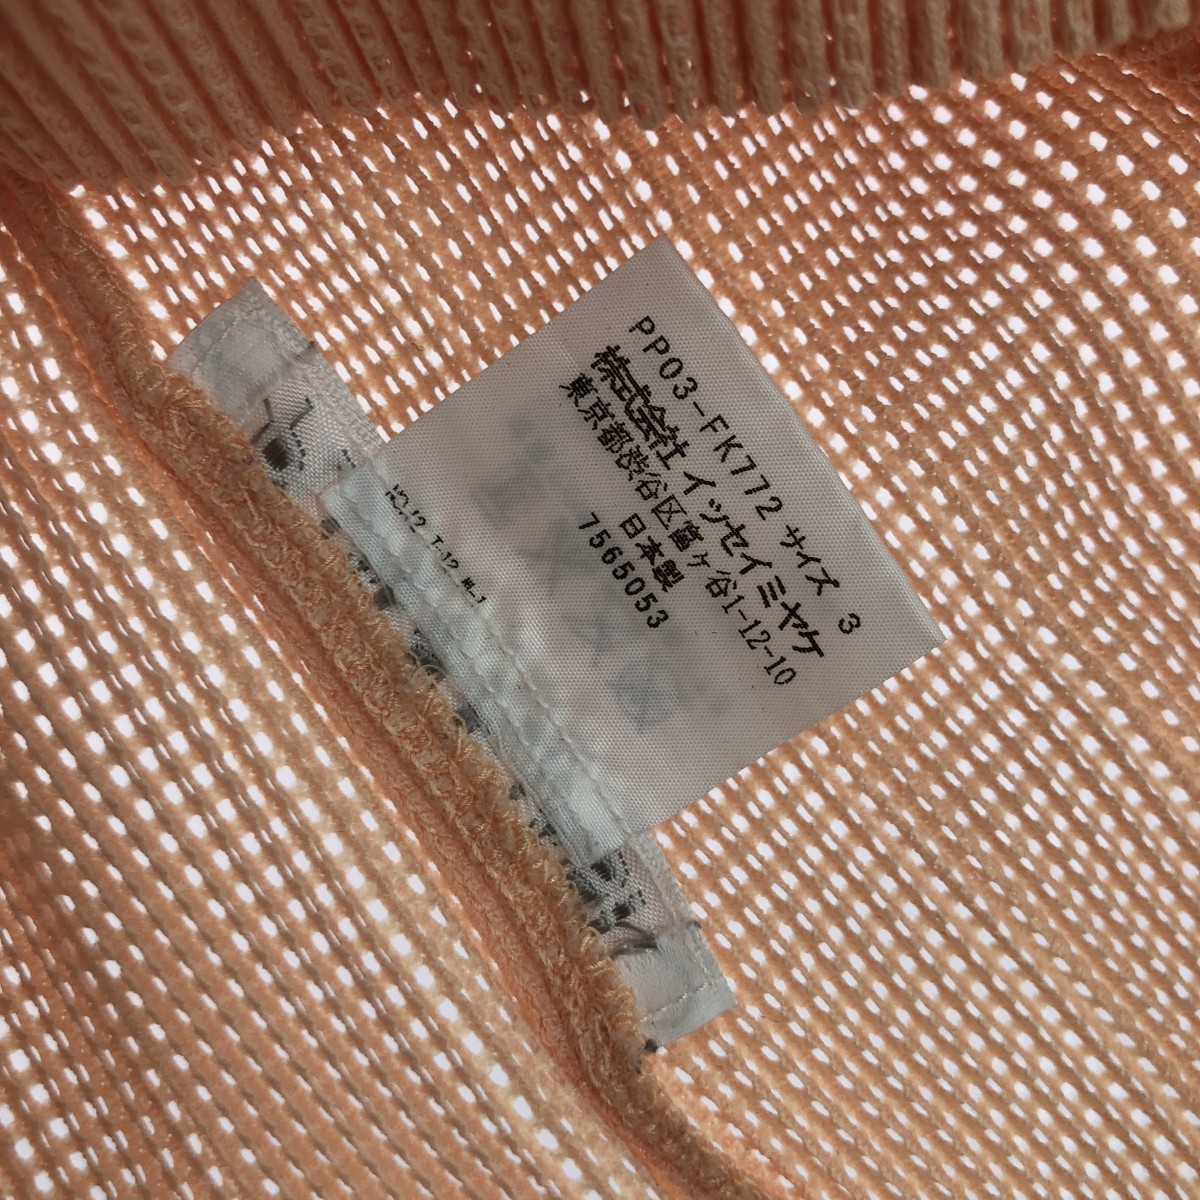 PP03-FK772 サイズ 3
株式会社 イッセイミヤケ
東京都渋谷区富ヶ谷1-12-10
日本製
7565053